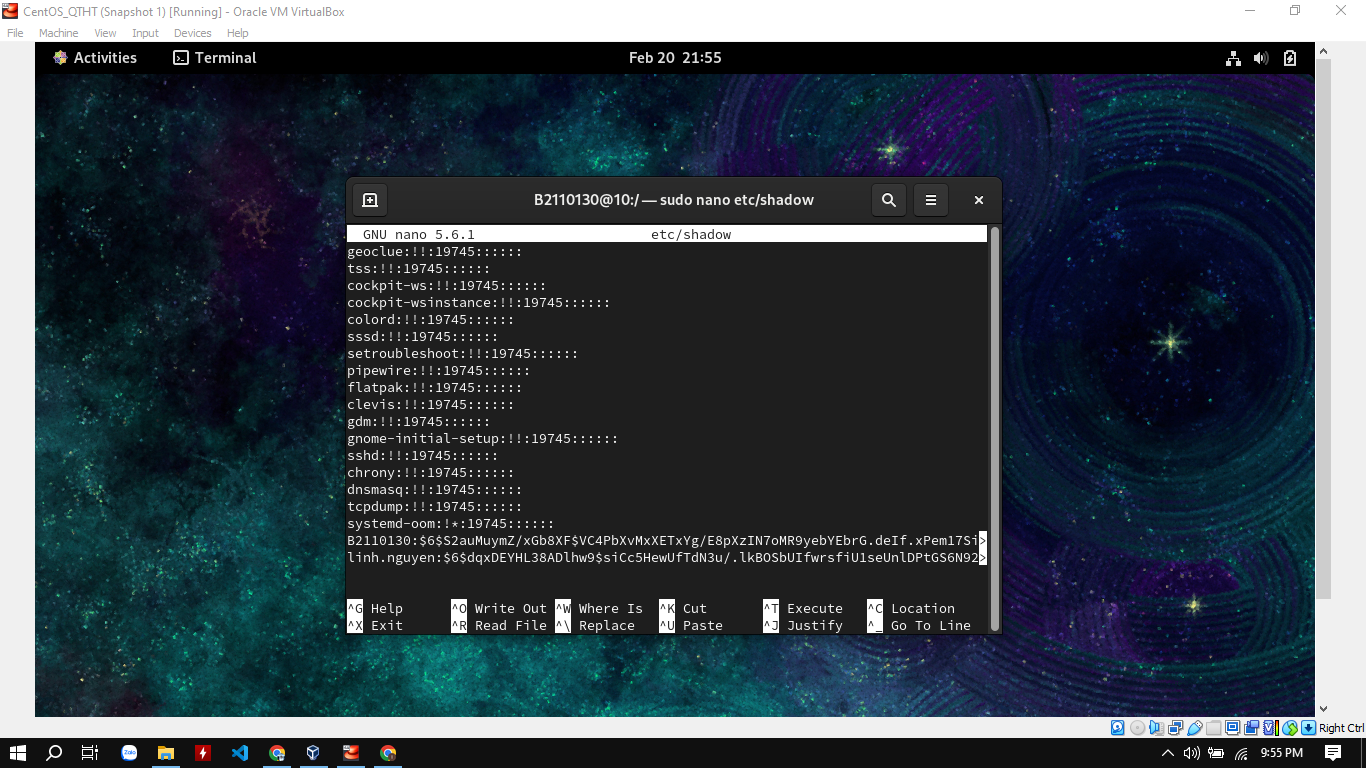 CentOS_QTHT (Snapshot 1) [Running] - Oracle VM VirtualBox
File Machine View Input Devices Help
Activities Terminal Feb 20 21:55
B2110130@10:/ — sudo nano etc/shadow
GNU nano 5.6.1 etc/shadow
geoclue:!!:19745::::::
tss:!!:19745::::::
cockpit-ws:!!:19745::::::
cockpit-wsinstance:!!:19745::::::
colord:!!:19745::::::
sssd:!!:19745::::::
setroubleshoot:!!:19745::::::
pipewire:!!:19745::::::
flatpak:!!:19745::::::
clevis:!!:19745::::::
gdm:!!:19745::::::
gnome-initial-setup:!!:19745::::::
sshd:!!:19745::::::
chrony:!!:19745::::::
dnsmasq:!!:19745::::::
tcpdump:!!:19745::::::
systemd-oom:!*:19745::::::
B2110130:$6$S2auMuymZ/xGb8XF$VC4PbXvMxXETxYg/E8pXzIN7oMR9yebYEbrG.deIf.xPem17Si>
linh.nguyen:$6$dqxDEYHL38ADlhw9$siCc5HewUfTdN3u/.lkBOSbUIfwrsfiU1seUnlDPtGS6N92>
^G Help ^O Write Out ^W Where Is ^K Cut ^T Execute ^C Location
^X Exit ^R Read File ^\ Replace ^U Paste ^J Justify ^_ Go To Line
Right Ctrl
Zalo
9:55 PM